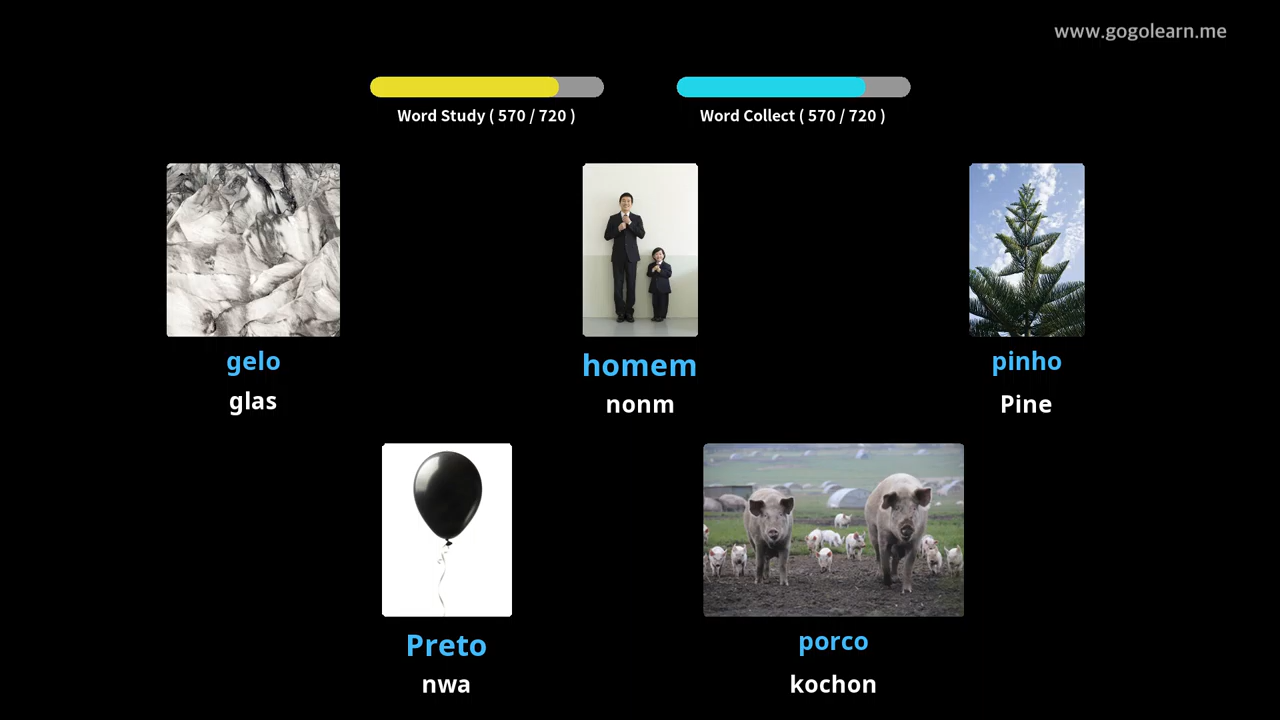 www.gogolearn.me
Word Study ( 570 / 720 )
Word Collect ( 570 / 720 )
gelo
glas
homem
nonm
pinho
Pine
Preto
nwa
porco
kochon